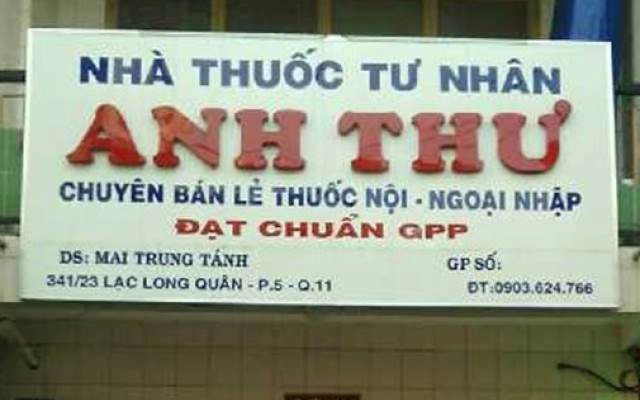 NHÀ THUỐC TƯ NHÂN
ANH THƯ
CHUYÊN BÁN LẺ THUỐC NỘI - NGOẠI NHẬP
ĐẠT CHUẨN GPP
DS: MAI TRUNG TÁNH GP SỐ:
341/23 LẠC LONG QUÂN - P.5 - Q.11 ĐT:0903.624.766